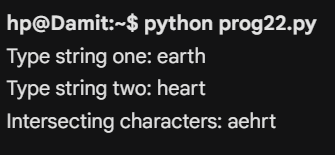 hp@Damit:~$ python prog22.py
Type string one: earth
Type string two: heart
Intersecting characters: aehrt